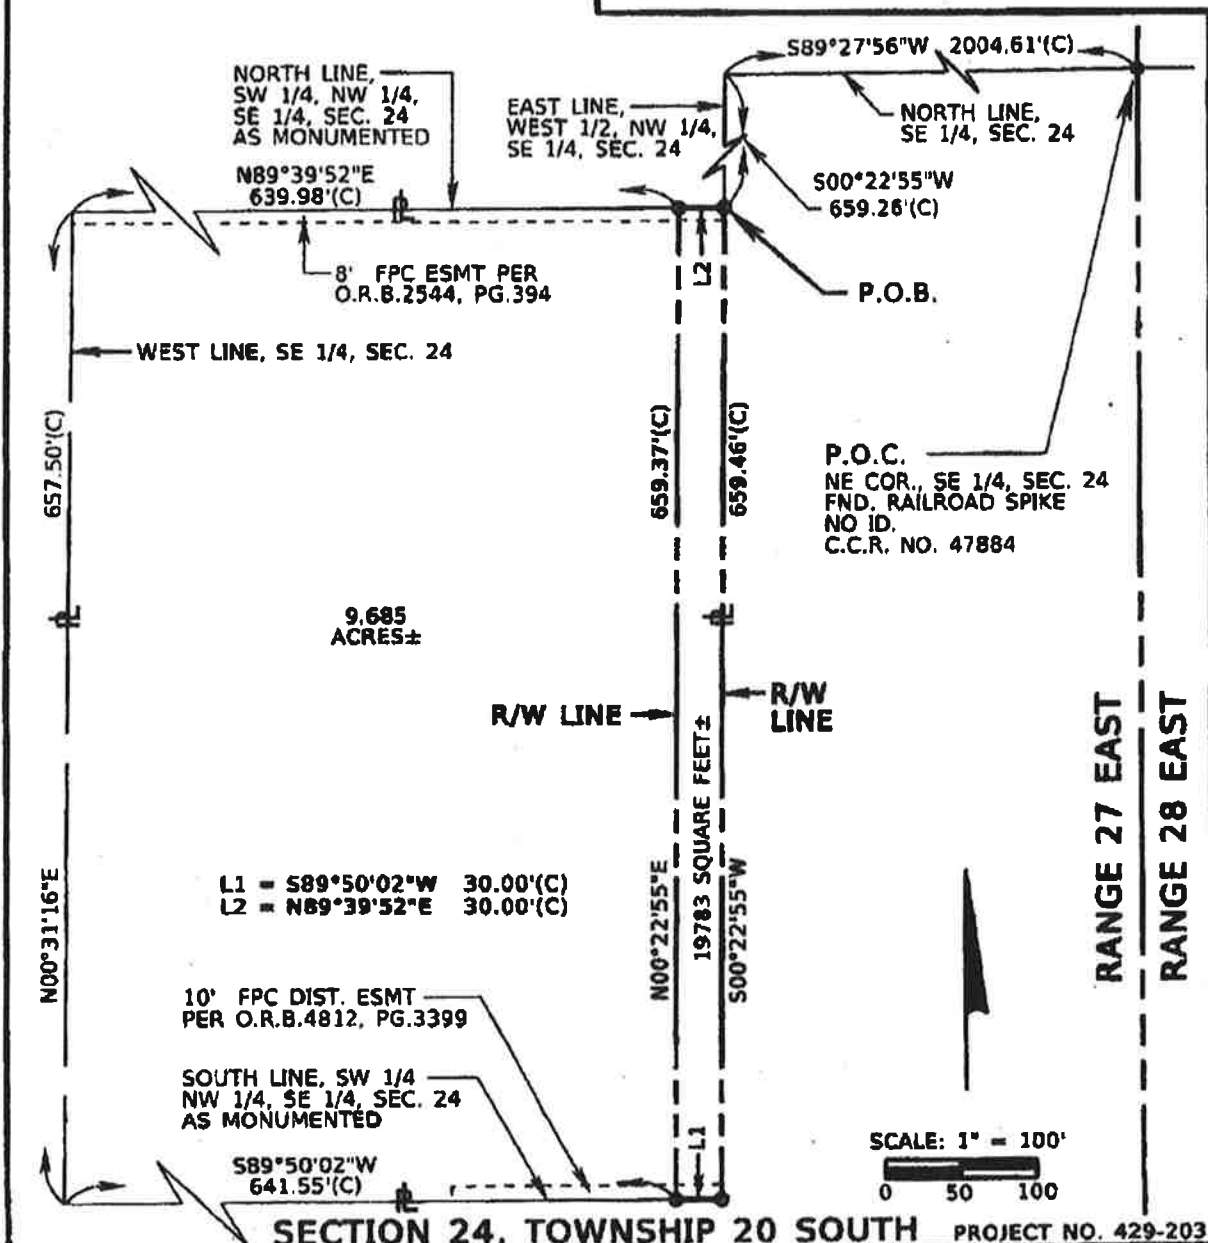 S89°27'56"W 2004.61'(C)
NORTH LINE,
SW 1/4, NW 1/4,
SE 1/4, SEC. 24
AS MONUMENTED
EAST LINE,
WEST 1/2, NW 1/4,
SE 1/4, SEC. 24
NORTH LINE,
SE 1/4, SEC. 24
N89°39'52"E
639.98'(C)
S00°22'55"W
659.26'(C)
PL
8' FPC ESMT PER
O.R.B.2544, PG.394
L2
P.O.B.
WEST LINE, SE 1/4, SEC. 24
657.50'(C)
659.37'(C)
659.46'(C)
P.O.C.
NE COR., SE 1/4, SEC. 24
FND. RAILROAD SPIKE
NO ID.
C.C.R. NO. 47884
PL
9.685
ACRES±
PL
R/W LINE
R/W
LINE
19783 SQUARE FEET±
RANGE 27 EAST
RANGE 28 EAST
L1 = S89°50'02"W 30.00'(C)
L2 = N89°39'52"E 30.00'(C)
N00°31'16"E
N00°22'55"E
S00°22'55"W
10' FPC DIST. ESMT
PER O.R.B.4812, PG.3399
SOUTH LINE, SW 1/4
NW 1/4, SE 1/4, SEC. 24
AS MONUMENTED
L1
S89°50'02"W
641.55'(C)
PL
SCALE: 1" = 100'
0 50 100
SECTION 24, TOWNSHIP 20 SOUTH
PROJECT NO. 429-203